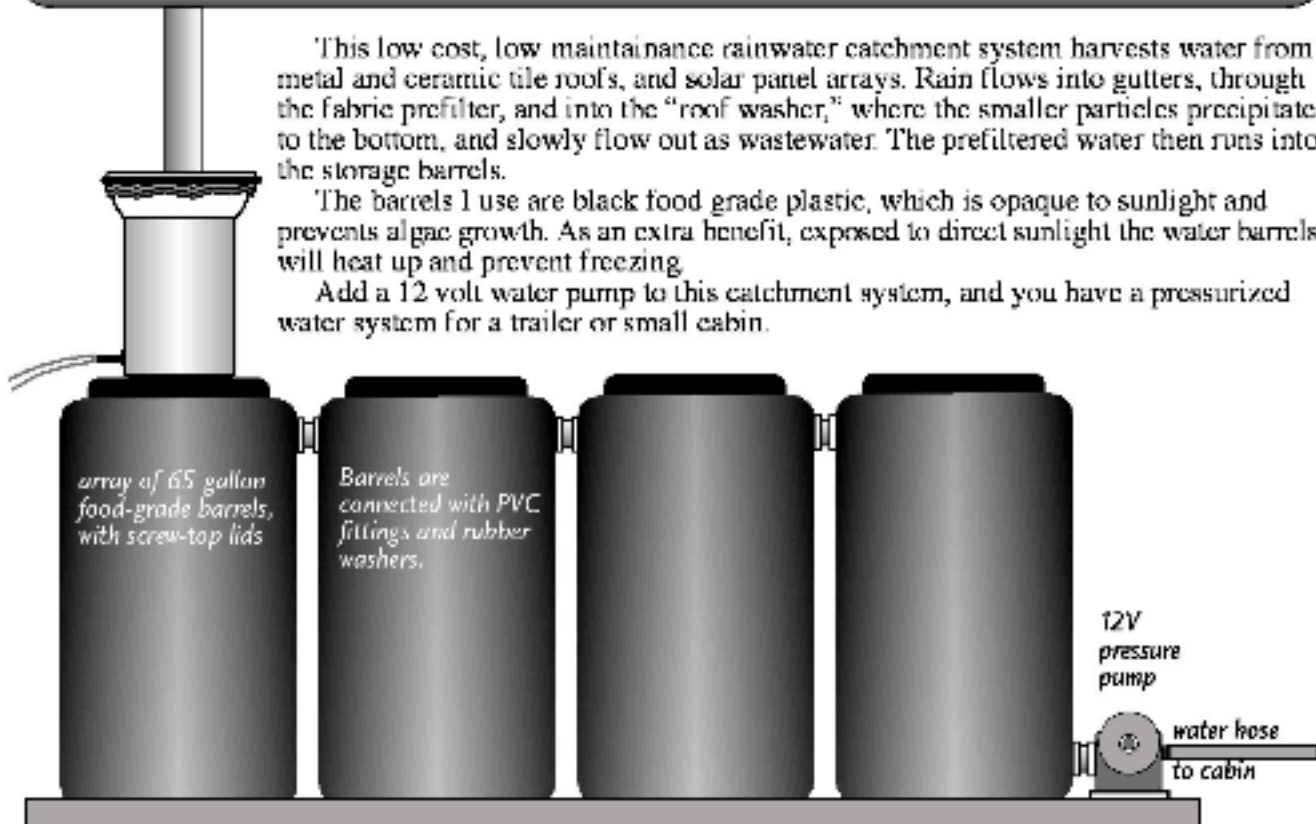 This low cost, low maintainance rainwater catchment system harvests water from
metal and ceramic tile roofs, and solar panel arrays. Rain flows into gutters, through
the fabric prefilter, and into the “roof washer,” where the smaller particles precipitate
to the bottom, and slowly flow out as wastewater. The prefiltered water then runs into
the storage barrels.
The barrels I use are black food grade plastic, which is opaque to sunlight and
prevents algae growth. As an extra benefit, exposed to direct sunlight the water barrels
will heat up and prevent freezing.
Add a 12 volt water pump to this catchment system, and you have a pressurized
water system for a trailer or small cabin.
array of 65 gallon
food-grade barrels,
with screw-top lids
Barrels are
connected with PVC
fittings and rubber
washers.
12V
pressure
pump
water hose
to cabin